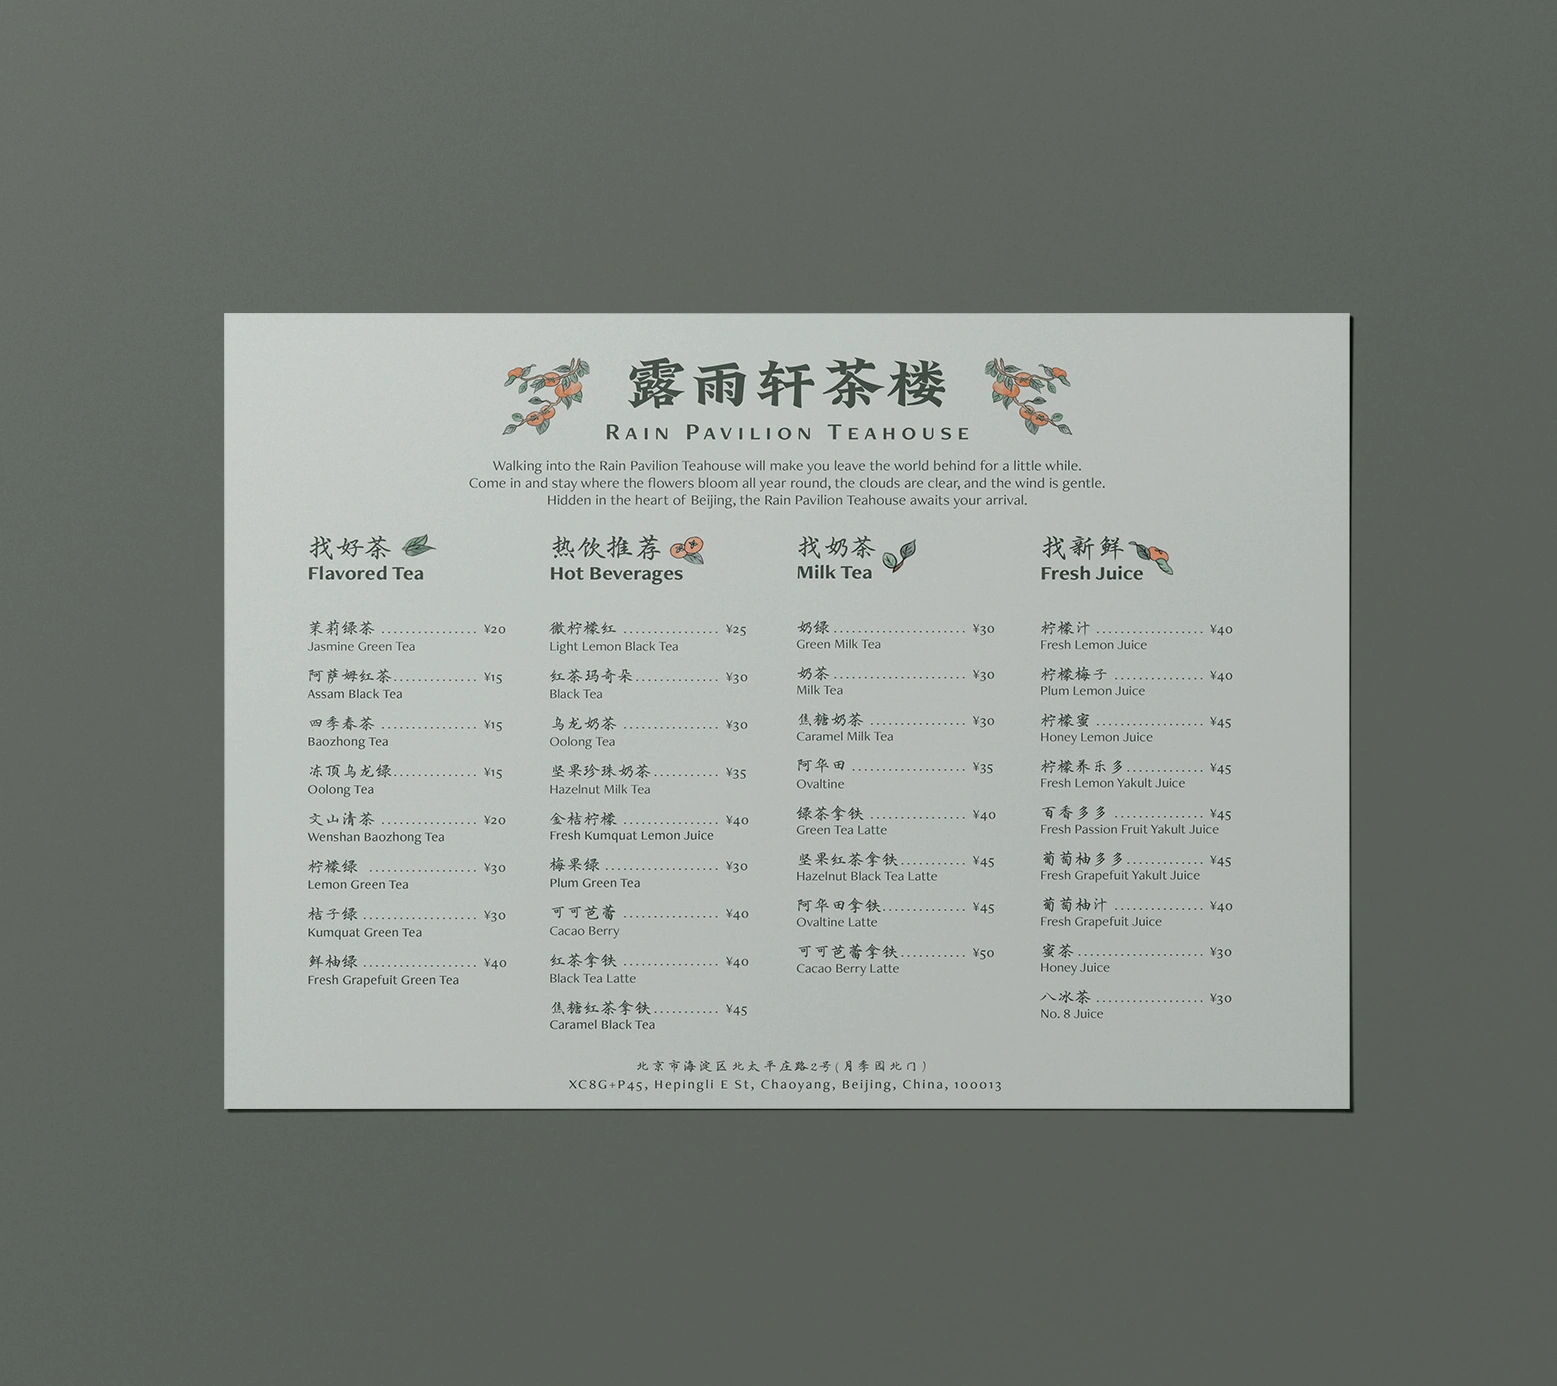 露雨轩茶楼
RAIN PAVILION TEAHOUSE
Walking into the Rain Pavilion Teahouse will make you leave the world behind for a little while.
Come in and stay where the flowers bloom all year round, the clouds are clear, and the wind is gentle.
Hidden in the heart of Beijing, the Rain Pavilion Teahouse awaits your arrival.
找好茶
Flavored Tea
茉莉绿茶 ................ ¥20
Jasmine Green Tea
阿萨姆红茶.............. ¥15
Assam Black Tea
四季春茶 ................ ¥15
Baozhong Tea
冻顶乌龙绿.............. ¥15
Oolong Tea
文山清茶 ................ ¥20
Wenshan Baozhong Tea
柠檬绿 .................. ¥30
Lemon Green Tea
桔子绿 ................... ¥30
Kumquat Green Tea
鲜柚绿 ................... ¥40
Fresh Grapefuit Green Tea
热饮推荐
Hot Beverages
微柠檬红 ................ ¥25
Light Lemon Black Tea
红茶玛奇朵.............. ¥30
Black Tea
乌龙奶茶 ................ ¥30
Oolong Tea
坚果珍珠奶茶........... ¥35
Hazelnut Milk Tea
金桔柠檬 ................ ¥40
Fresh Kumquat Lemon Juice
梅果绿 ................... ¥30
Plum Green Tea
可可芭蕾 ................ ¥40
Cacao Berry
红茶拿铁 ................ ¥40
Black Tea Latte
焦糖红茶拿铁........... ¥45
Caramel Black Tea
找奶茶
Milk Tea
奶绿...................... ¥30
Green Milk Tea
奶茶...................... ¥30
Milk Tea
焦糖奶茶 ................ ¥30
Caramel Milk Tea
阿华田 ................... ¥35
Ovaltine
绿茶拿铁 ................. ¥40
Green Tea Latte
坚果红茶拿铁........... ¥45
Hazelnut Black Tea Latte
阿华田拿铁.............. ¥45
Ovaltine Latte
可可芭蕾拿铁........... ¥50
Cacao Berry Latte
找新鲜
Fresh Juice
柠檬汁 .................. ¥40
Fresh Lemon Juice
柠檬梅子 ............... ¥40
Plum Lemon Juice
柠檬蜜 .................. ¥45
Honey Lemon Juice
柠檬养乐多............. ¥45
Fresh Lemon Yakult Juice
百香多多 ............... ¥45
Fresh Passion Fruit Yakult Juice
葡萄柚多多............. ¥45
Fresh Grapefuit Yakult Juice
葡萄柚汁 ............... ¥40
Fresh Grapefuit Juice
蜜茶..................... ¥30
Honey Juice
八冰茶 .................. ¥30
No. 8 Juice
北京市海淀区北太平庄路2号(月季园北门)
XC8G+P45, Hepingli E St, Chaoyang, Beijing, China, 100013